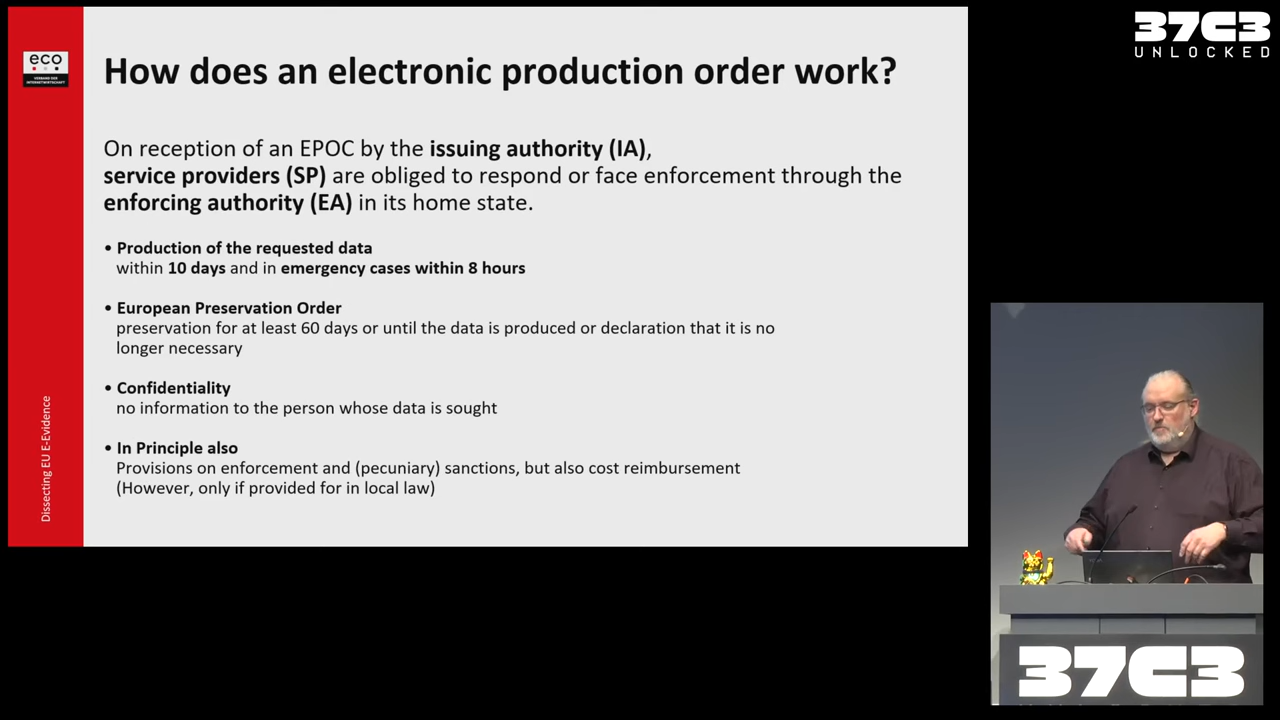 eco
VERBAND DER
INTERNETWIRTSCHAFT
Dissecting EU E-Evidence
How does an electronic production order work?
On reception of an EPOC by the issuing authority (IA),
service providers (SP) are obliged to respond or face enforcement through the
enforcing authority (EA) in its home state.
• Production of the requested data
within 10 days and in emergency cases within 8 hours
• European Preservation Order
preservation for at least 60 days or until the data is produced or declaration that it is no
longer necessary
• Confidentiality
no information to the person whose data is sought
• In Principle also
Provisions on enforcement and (pecuniary) sanctions, but also cost reimbursement
(However, only if provided for in local law)
37C3
UNLOCKED
37C3